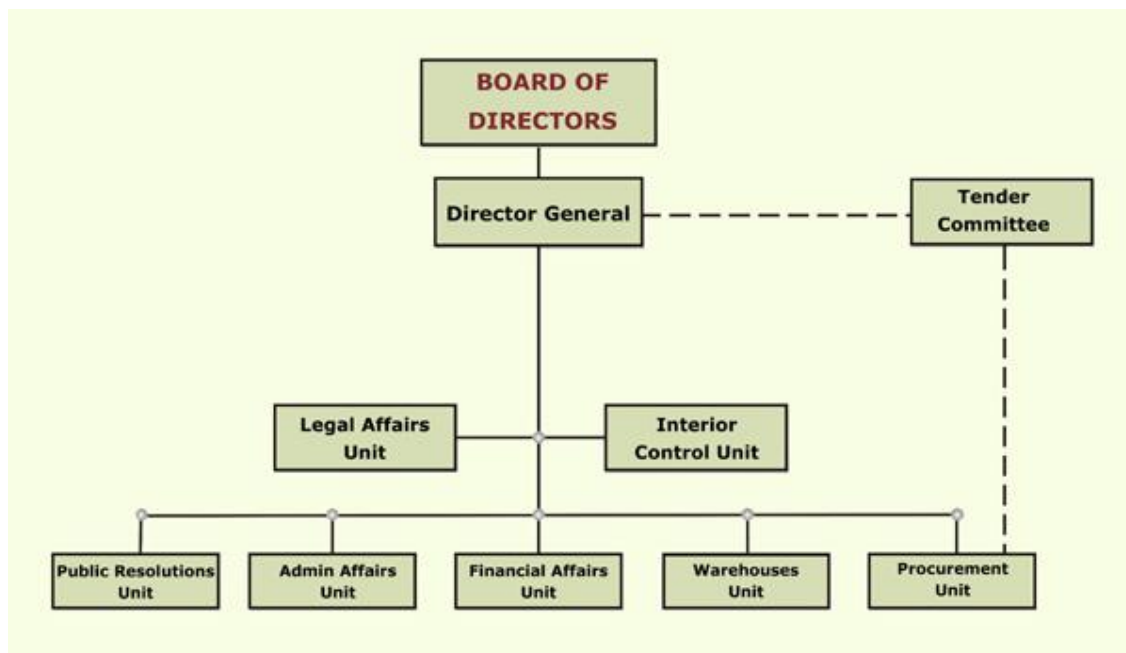 BOARD OF
DIRECTORS
Director General
Tender
Committee
Legal Affairs
Unit
Interior
Control Unit
Public Resolutions
Unit
Admin Affairs
Unit
Financial Affairs
Unit
Warehouses
Unit
Procurement
Unit